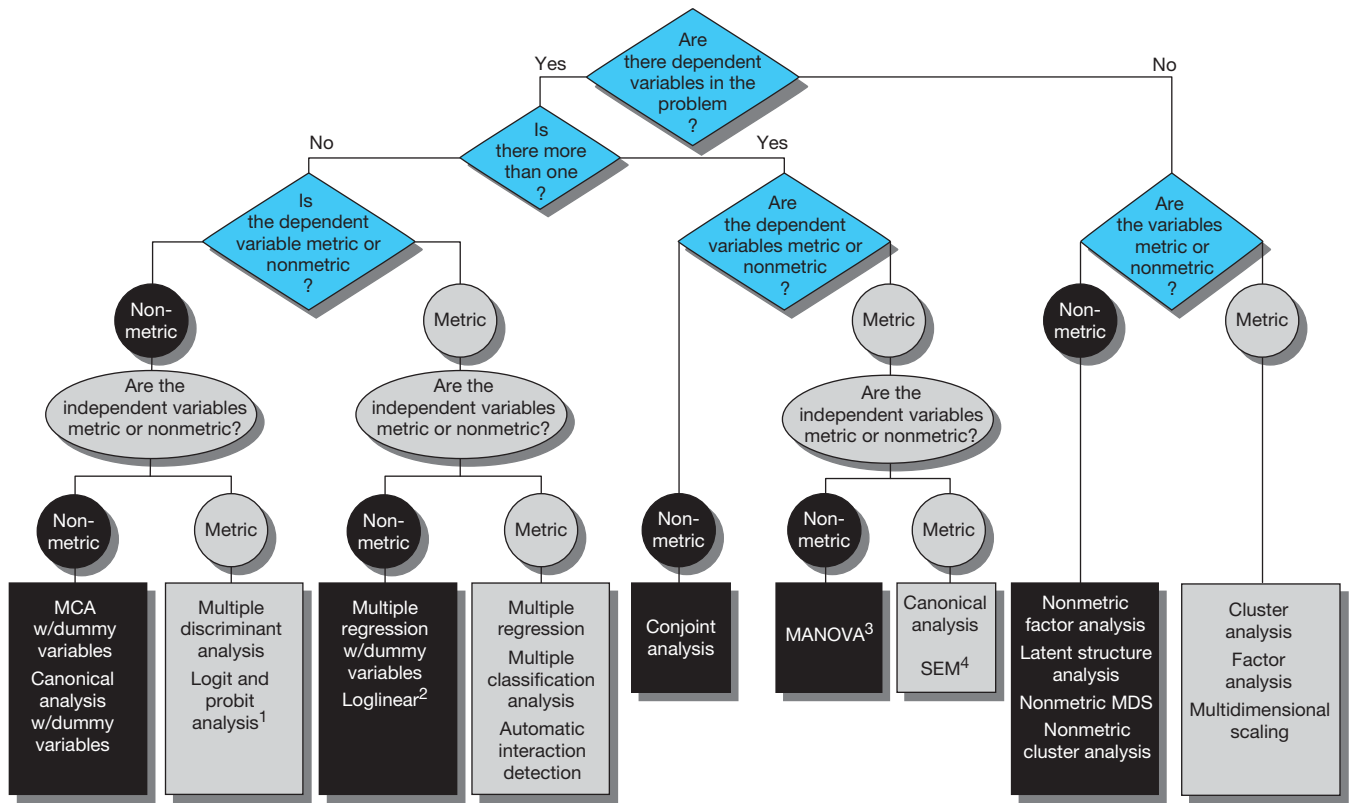 Are
there dependent
variables in the
problem
?
Yes
No
Is
there more
than one
?
No
Yes
Is
the dependent
variable metric or
nonmetric
?
Are
the dependent
variables metric or
nonmetric
?
Are
the variables
metric or
nonmetric
?
Non-
metric
Metric
Metric
Non-
metric
Metric
Are the
independent variables
metric or nonmetric?
Are the
independent variables
metric or nonmetric?
Are the
independent variables
metric or nonmetric?
Non-
metric
Metric
Non-
metric
Metric
Non-
metric
Non-
metric
Metric
MCA
w/dummy
variables
Canonical
analysis
w/dummy
variables
Multiple
discriminant
analysis
Logit and
probit
analysis1
Multiple
regression
w/dummy
variables
Loglinear2
Multiple
regression
Multiple
classification
analysis
Automatic
interaction
detection
Conjoint
analysis
MANOVA3
Canonical
analysis
SEM4
Nonmetric
factor analysis
Latent structure
analysis
Nonmetric MDS
Nonmetric
cluster analysis
Cluster
analysis
Factor
analysis
Multidimensional
scaling